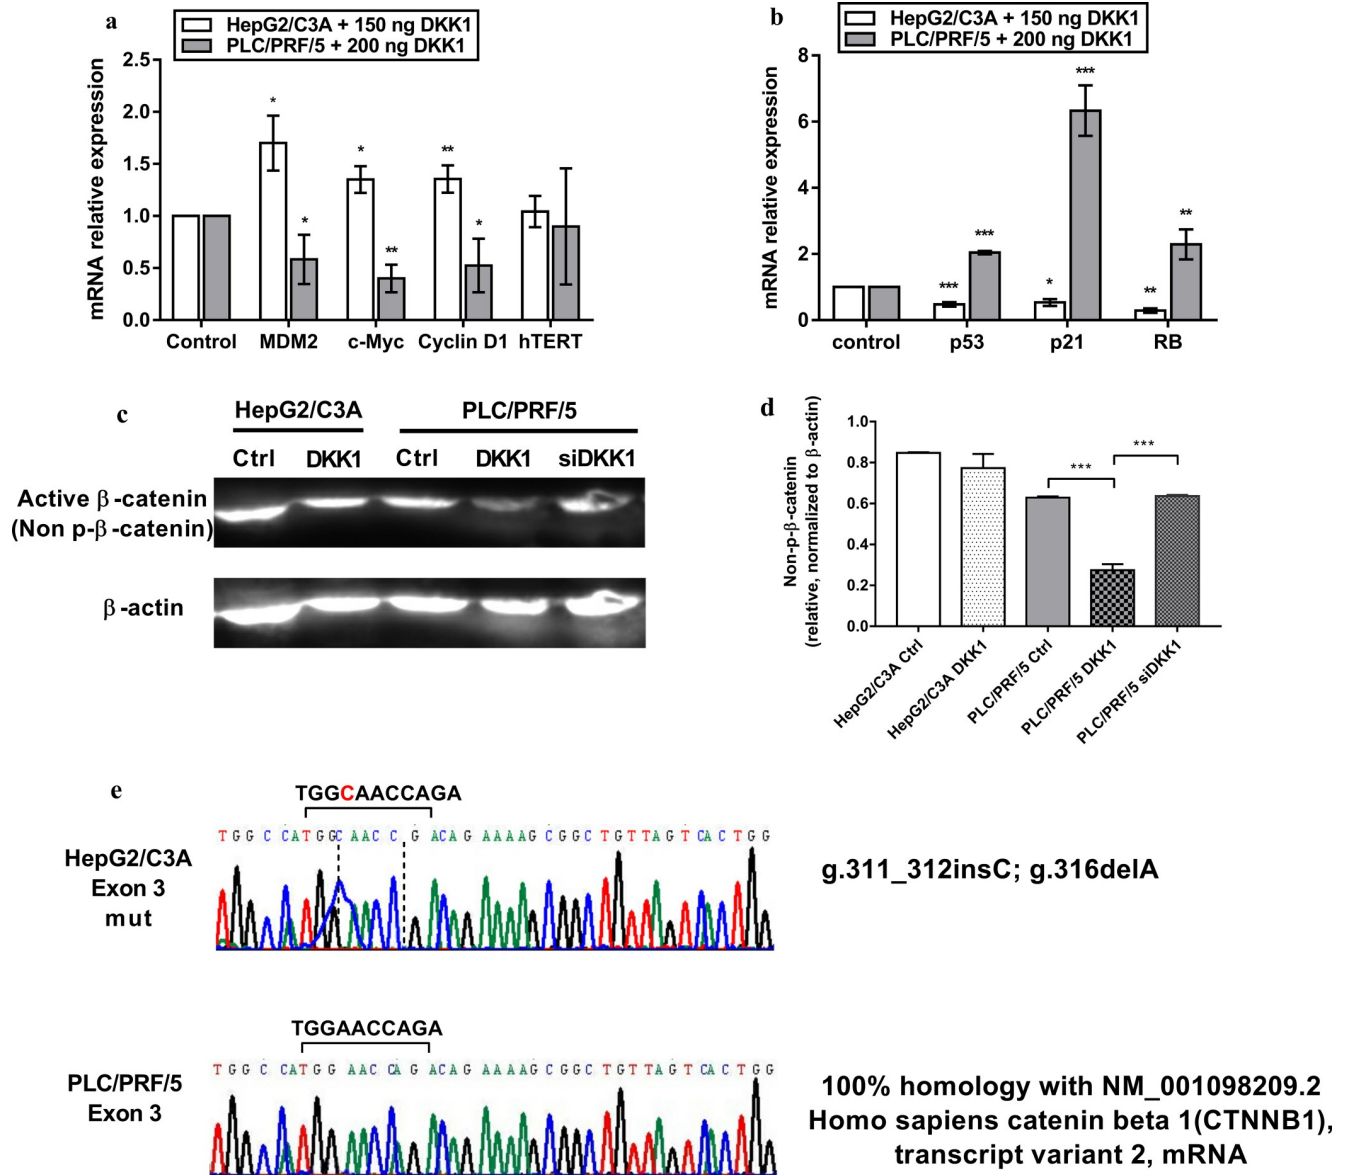 a
HepG2/C3A + 150 ng DKK1
PLC/PRF/5 + 200 ng DKK1
mRNA relative expression
2.5
2.0
1.5
1.0
0.5
0.0
*
*
*
**
**
*
Control MDM2 c-Myc Cyclin D1 hTERT
b
HepG2/C3A + 150 ng DKK1
PLC/PRF/5 + 200 ng DKK1
mRNA relative expression
8
6
4
2
0
***
***
*
***
**
**
control p53 p21 RB
c
HepG2/C3A PLC/PRF/5
Ctrl DKK1 Ctrl DKK1 siDKK1
Active β-catenin
(Non p-β-catenin)
β-actin
d
Non-p-β-catenin
(relative, normalized to β-actin)
1.0
0.8
0.6
0.4
0.2
0.0
***
***
HepG2/C3A Ctrl
HepG2/C3A DKK1
PLC/PRF/5 Ctrl
PLC/PRF/5 DKK1
PLC/PRF/5 siDKK1
e
TGGCAACCAGA
T G G C C A T G G C A A C C G A C A G A A A A G C G G C T G T T A G T C A C T G G
HepG2/C3A
Exon 3
mut
g.311_312insC; g.316delA
TGGAACCAGA
T G G C C A T G G A A C C A G A C A G A A A A G C G G C T G T T A G T C A C T G G
PLC/PRF/5
Exon 3
100% homology with NM_001098209.2
Homo sapiens catenin beta 1(CTNNB1),
transcript variant 2, mRNA